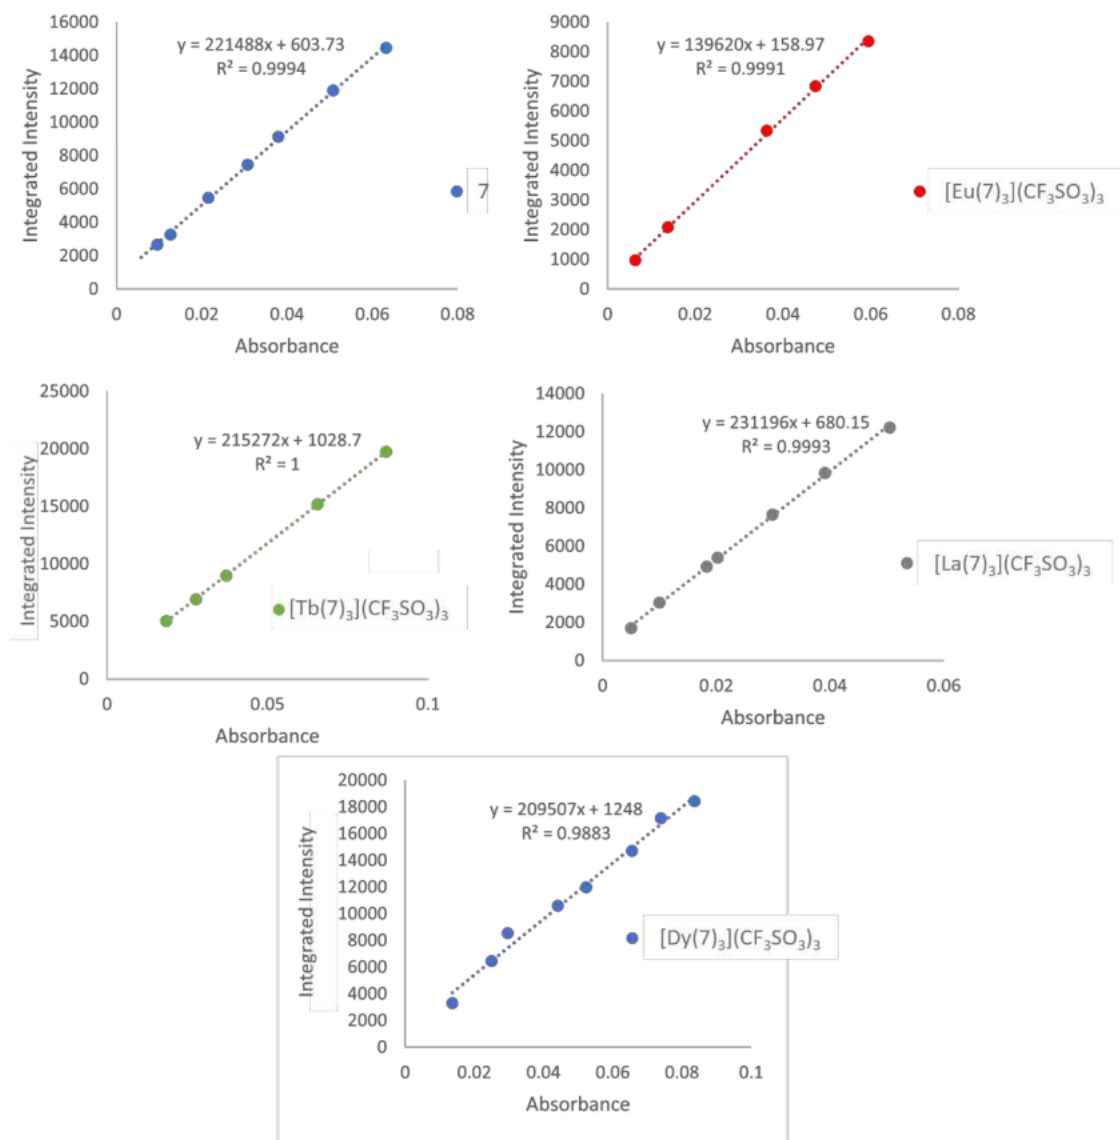 16000
14000
12000
10000
8000
6000
4000
2000
0
Integrated Intensity
y = 221488x + 603.73
R² = 0.9994
7
0 0.02 0.04 0.06 0.08
Absorbance
9000
8000
7000
6000
5000
4000
3000
2000
1000
0
Integrated Intensity
y = 139620x + 158.97
R² = 0.9991
[Eu(7)₃](CF₃SO₃)₃
0 0.02 0.04 0.06 0.08
Absorbance
25000
20000
15000
10000
5000
0
Integrated Intensity
y = 215272x + 1028.7
R² = 1
[Tb(7)₃](CF₃SO₃)₃
0 0.05 0.1
Absorbance
14000
12000
10000
8000
6000
4000
2000
0
Integrated Intensity
y = 231196x + 680.15
R² = 0.9993
[La(7)₃](CF₃SO₃)₃
0 0.02 0.04 0.06
Absorbance
20000
18000
16000
14000
12000
10000
8000
6000
4000
2000
0
Integrated Intensity
y = 209507x + 1248
R² = 0.9883
[Dy(7)₃](CF₃SO₃)₃
0 0.02 0.04 0.06 0.08 0.1
Absorbance